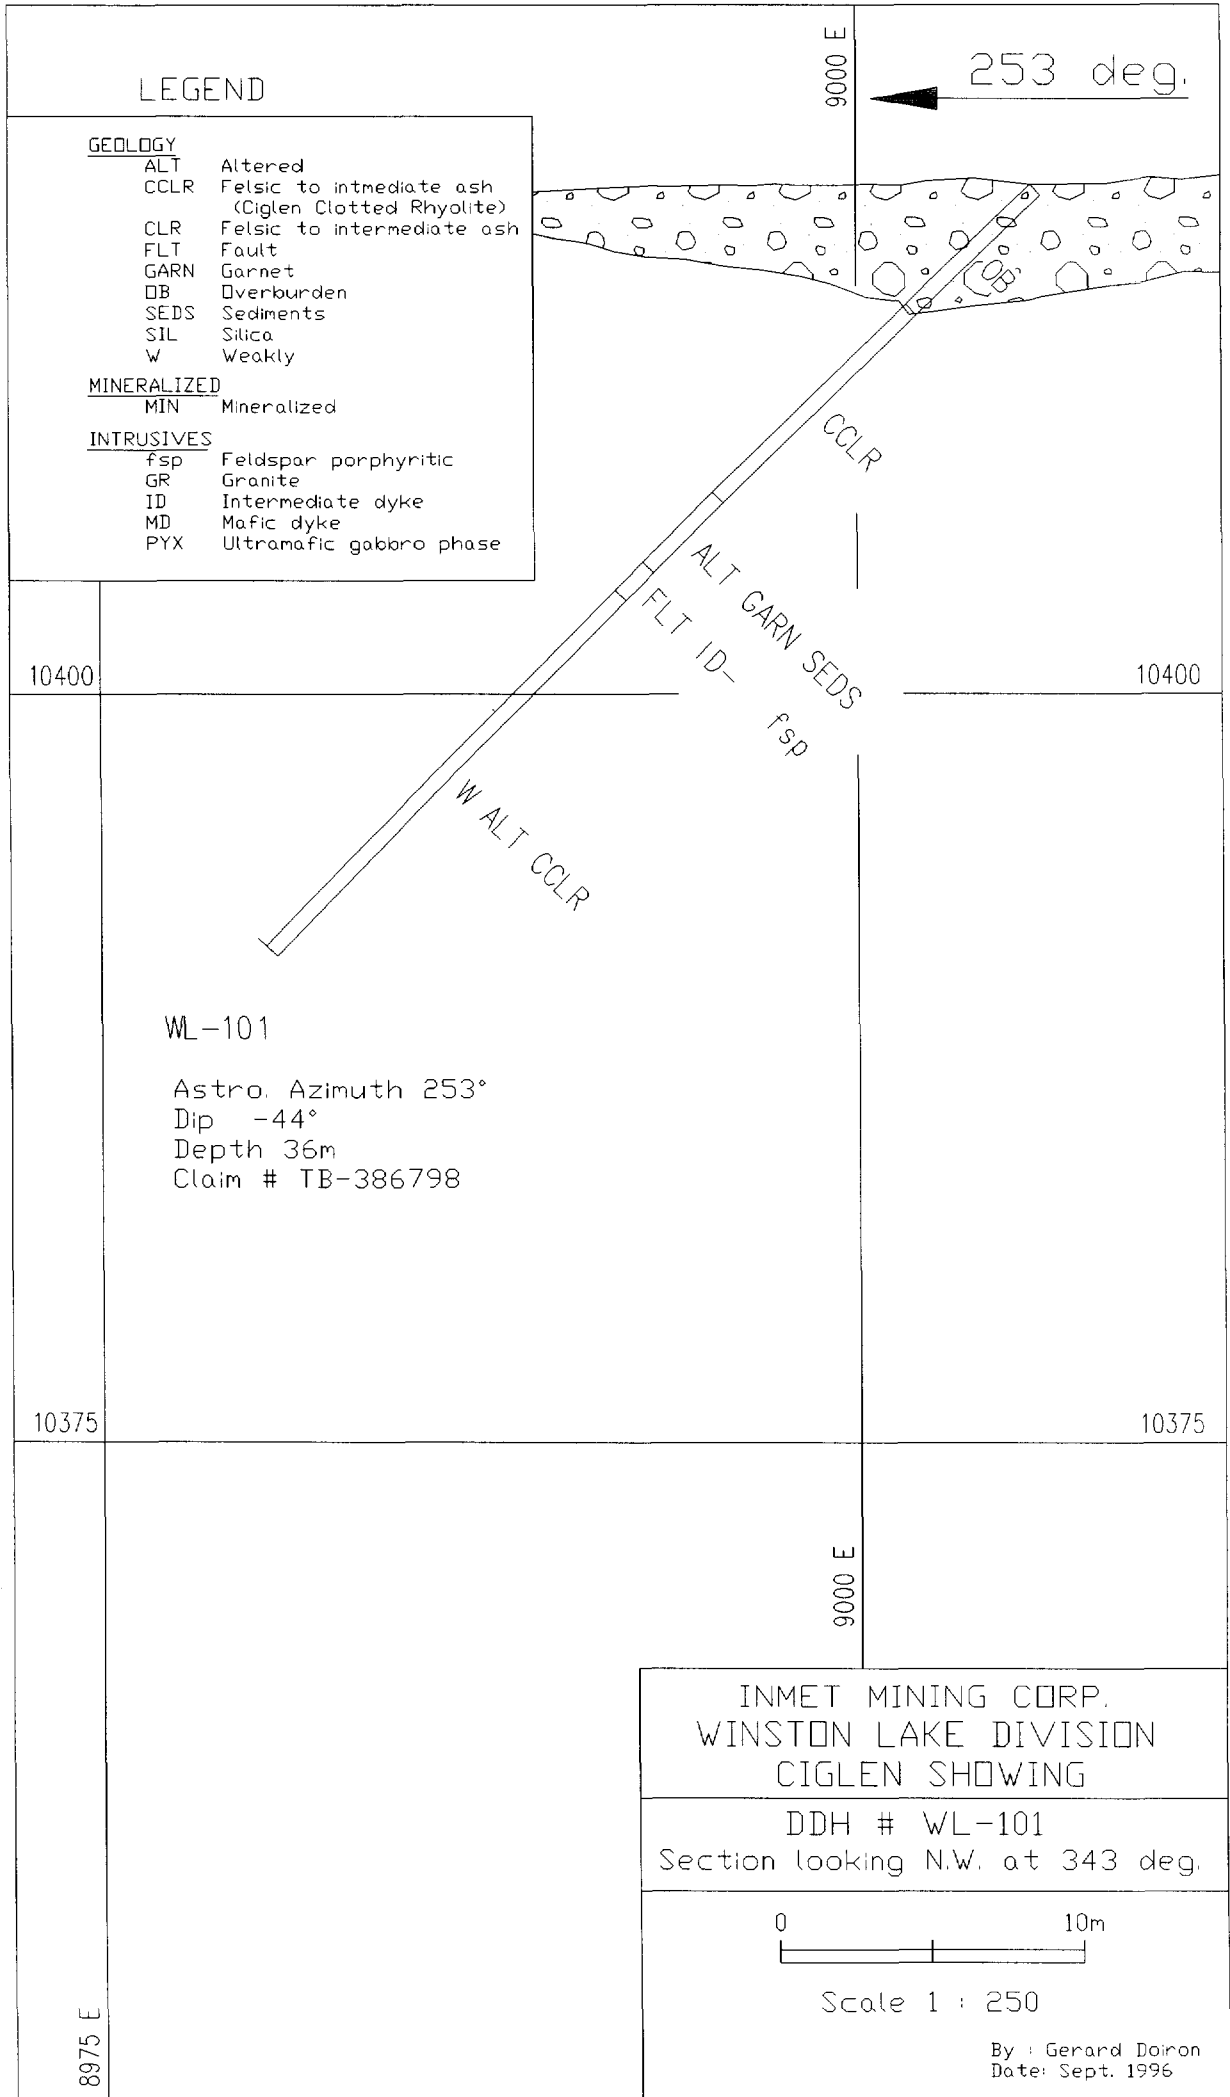 LEGEND
9000 E
253 deg.
GEOLOGY
ALT Altered
CCLR Felsic to intmediate ash
(Ciglen Clotted Rhyolite)
CLR Felsic to intermediate ash
FLT Fault
GARN Garnet
OB Overburden
SEDS Sediments
SIL Silica
W Weakly
MINERALIZED
MIN Mineralized
INTRUSIVES
fsp Feldspar porphyritic
GR Granite
ID Intermediate dyke
MD Mafic dyke
PYX Ultramafic gabbro phase
OB
CCLR
ALT GARN SEDS
FLT ID- fsp
10400
10400
W ALT CCLR
WL-101
Astro. Azimuth 253°
Dip -44°
Depth 36m
Claim # TB-386798
10375
10375
9000 E
INMET MINING CORP.
WINSTON LAKE DIVISION
CIGLEN SHOWING
DDH # WL-101
Section looking N.W. at 343 deg.
0 10m
Scale 1 : 250
8975 E
By : Gerard Doiron
Date: Sept. 1996